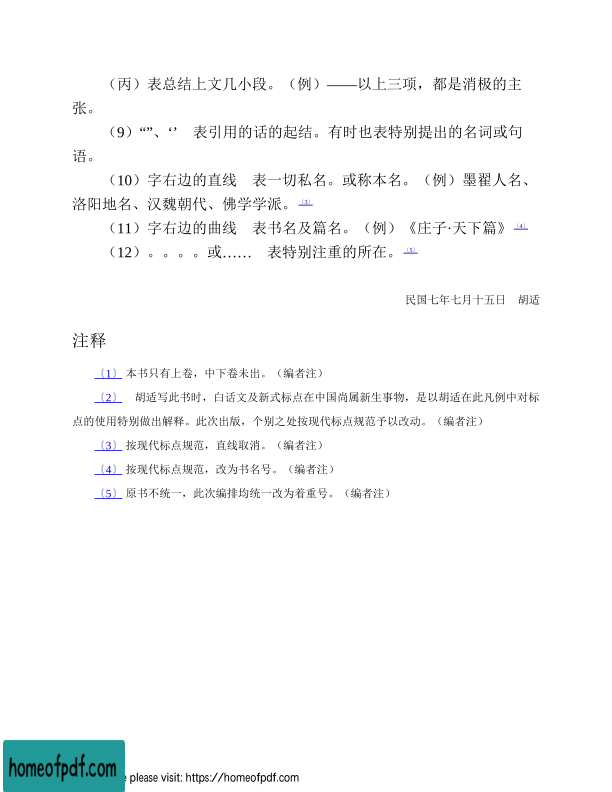 （丙）表总结上文几小段。（例）——以上三项，都是消极的主
张。
（9）“”、‘’　表引用的话的起结。有时也表特别提出的名词或句
语。
（10）字右边的直线　表一切私名。或称本名。（例）墨翟人名、
洛阳地名、汉魏朝代、佛学学派。〔3〕
（11）字右边的曲线　表书名及篇名。（例）《庄子·天下篇》〔4〕
（12）。。。。或……　表特别注重的所在。〔5〕
民国七年七月十五日　胡适
注释
〔1〕 本书只有上卷，中下卷未出。（编者注）
〔2〕　胡适写此书时，白话文及新式标点在中国尚属新生事物，是以胡适在此凡例中对标
点的使用特别做出解释。此次出版，个别之处按现代标点规范予以改动。（编者注）
〔3〕 按现代标点规范，直线取消。（编者注）
〔4〕 按现代标点规范，改为书名号。（编者注）
〔5〕 原书不统一，此次编排均统一改为着重号。（编者注）
homeofpdf.com
e please visit: https://homeofpdf.com